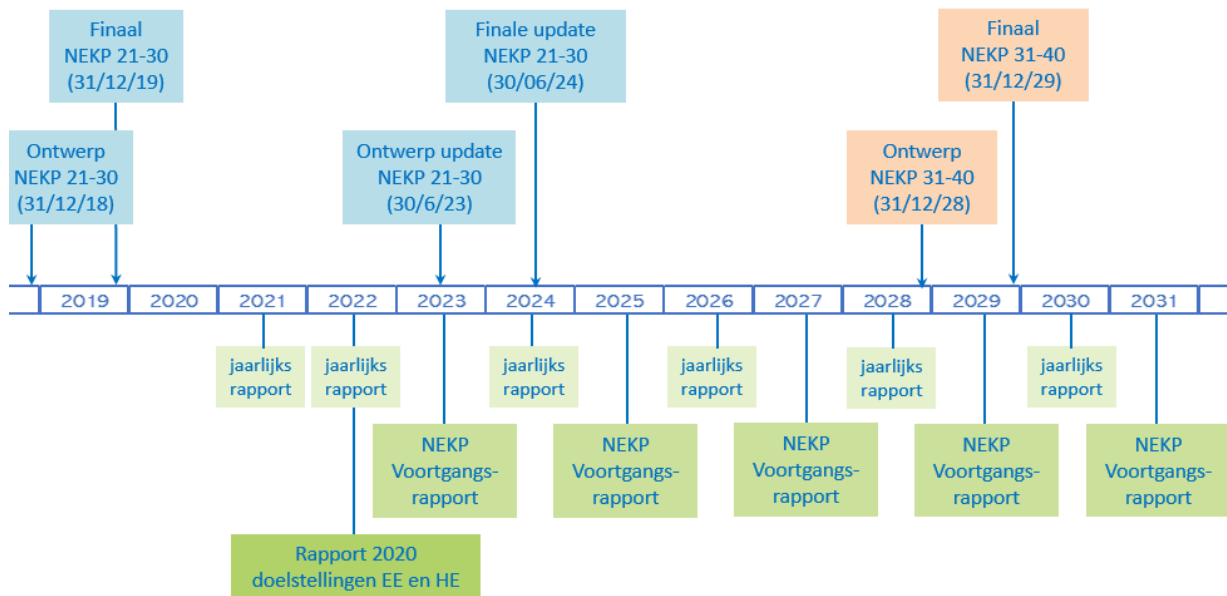 Finaal
NEKP 21-30
(31/12/19)
Finale update
NEKP 21-30
(30/06/24)
Finaal
NEKP 31-40
(31/12/29)
Ontwerp
NEKP 21-30
(31/12/18)
Ontwerp update
NEKP 21-30
(30/6/23)
Ontwerp
NEKP 31-40
(31/12/28)
2019 2020 2021 2022 2023 2024 2025 2026 2027 2028 2029 2030 2031
jaarlijks
rapport
jaarlijks
rapport
jaarlijks
rapport
jaarlijks
rapport
jaarlijks
rapport
jaarlijks
rapport
NEKP
Voortgangs-
rapport
NEKP
Voortgangs-
rapport
NEKP
Voortgangs-
rapport
NEKP
Voortgangs-
rapport
NEKP
Voortgangs-
rapport
Rapport 2020
doelstellingen EE en HE